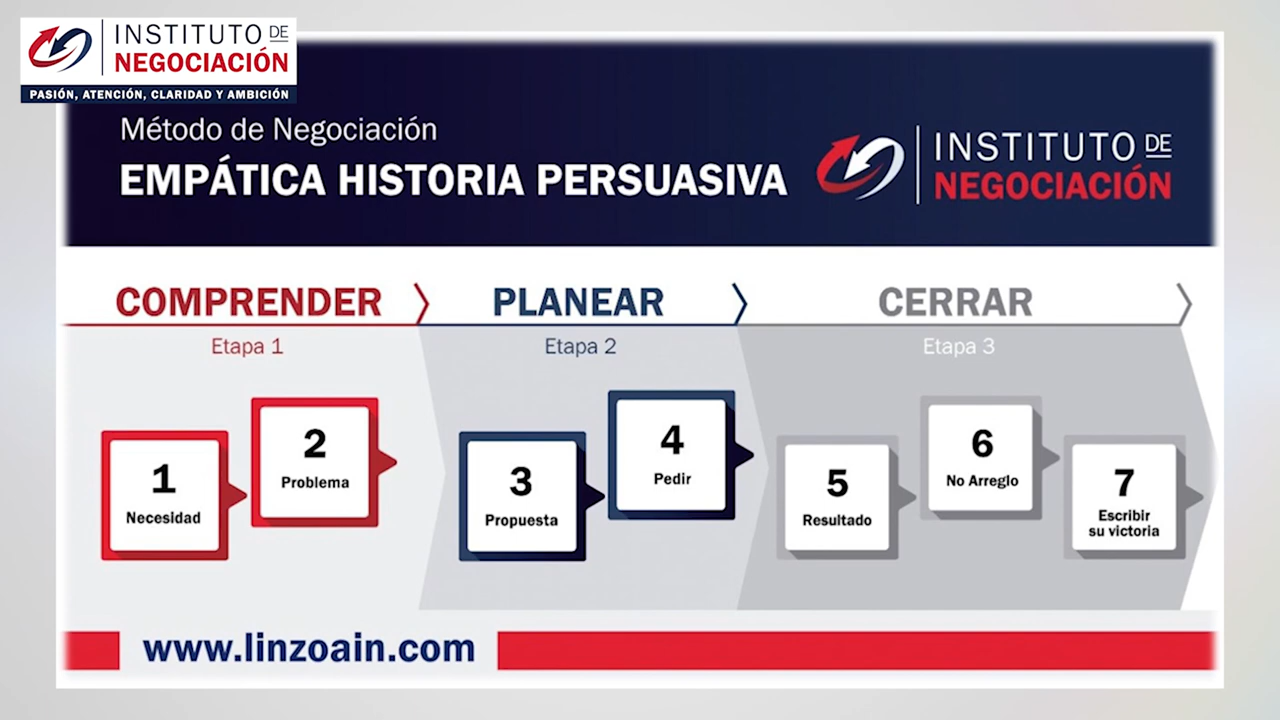 INSTITUTO DE
NEGOCIACIÓN
PASIÓN, ATENCIÓN, CLARIDAD Y AMBICIÓN
Método de Negociación
EMPÁTICA HISTORIA PERSUASIVA
INSTITUTO DE
NEGOCIACIÓN
COMPRENDER
PLANEAR
CERRAR
Etapa 1
Etapa 2
Etapa 3
1
Necesidad
2
Problema
3
Propuesta
4
Pedir
5
Resultado
6
No Arreglo
7
Escribir
su victoria
www.linzoain.com